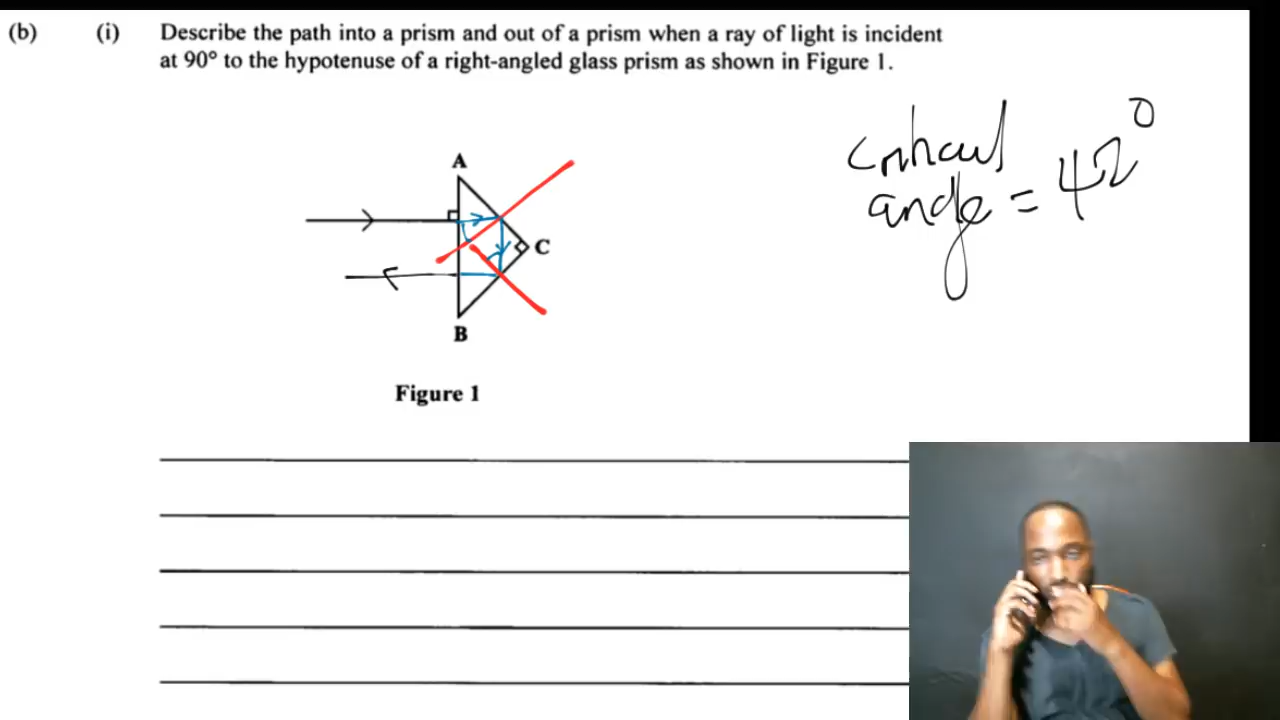 (b) (i) Describe the path into a prism and out of a prism when a ray of light is incident
at 90° to the hypotenuse of a right-angled glass prism as shown in Figure 1.
critical
angle = 42°
A
C
B
Figure 1